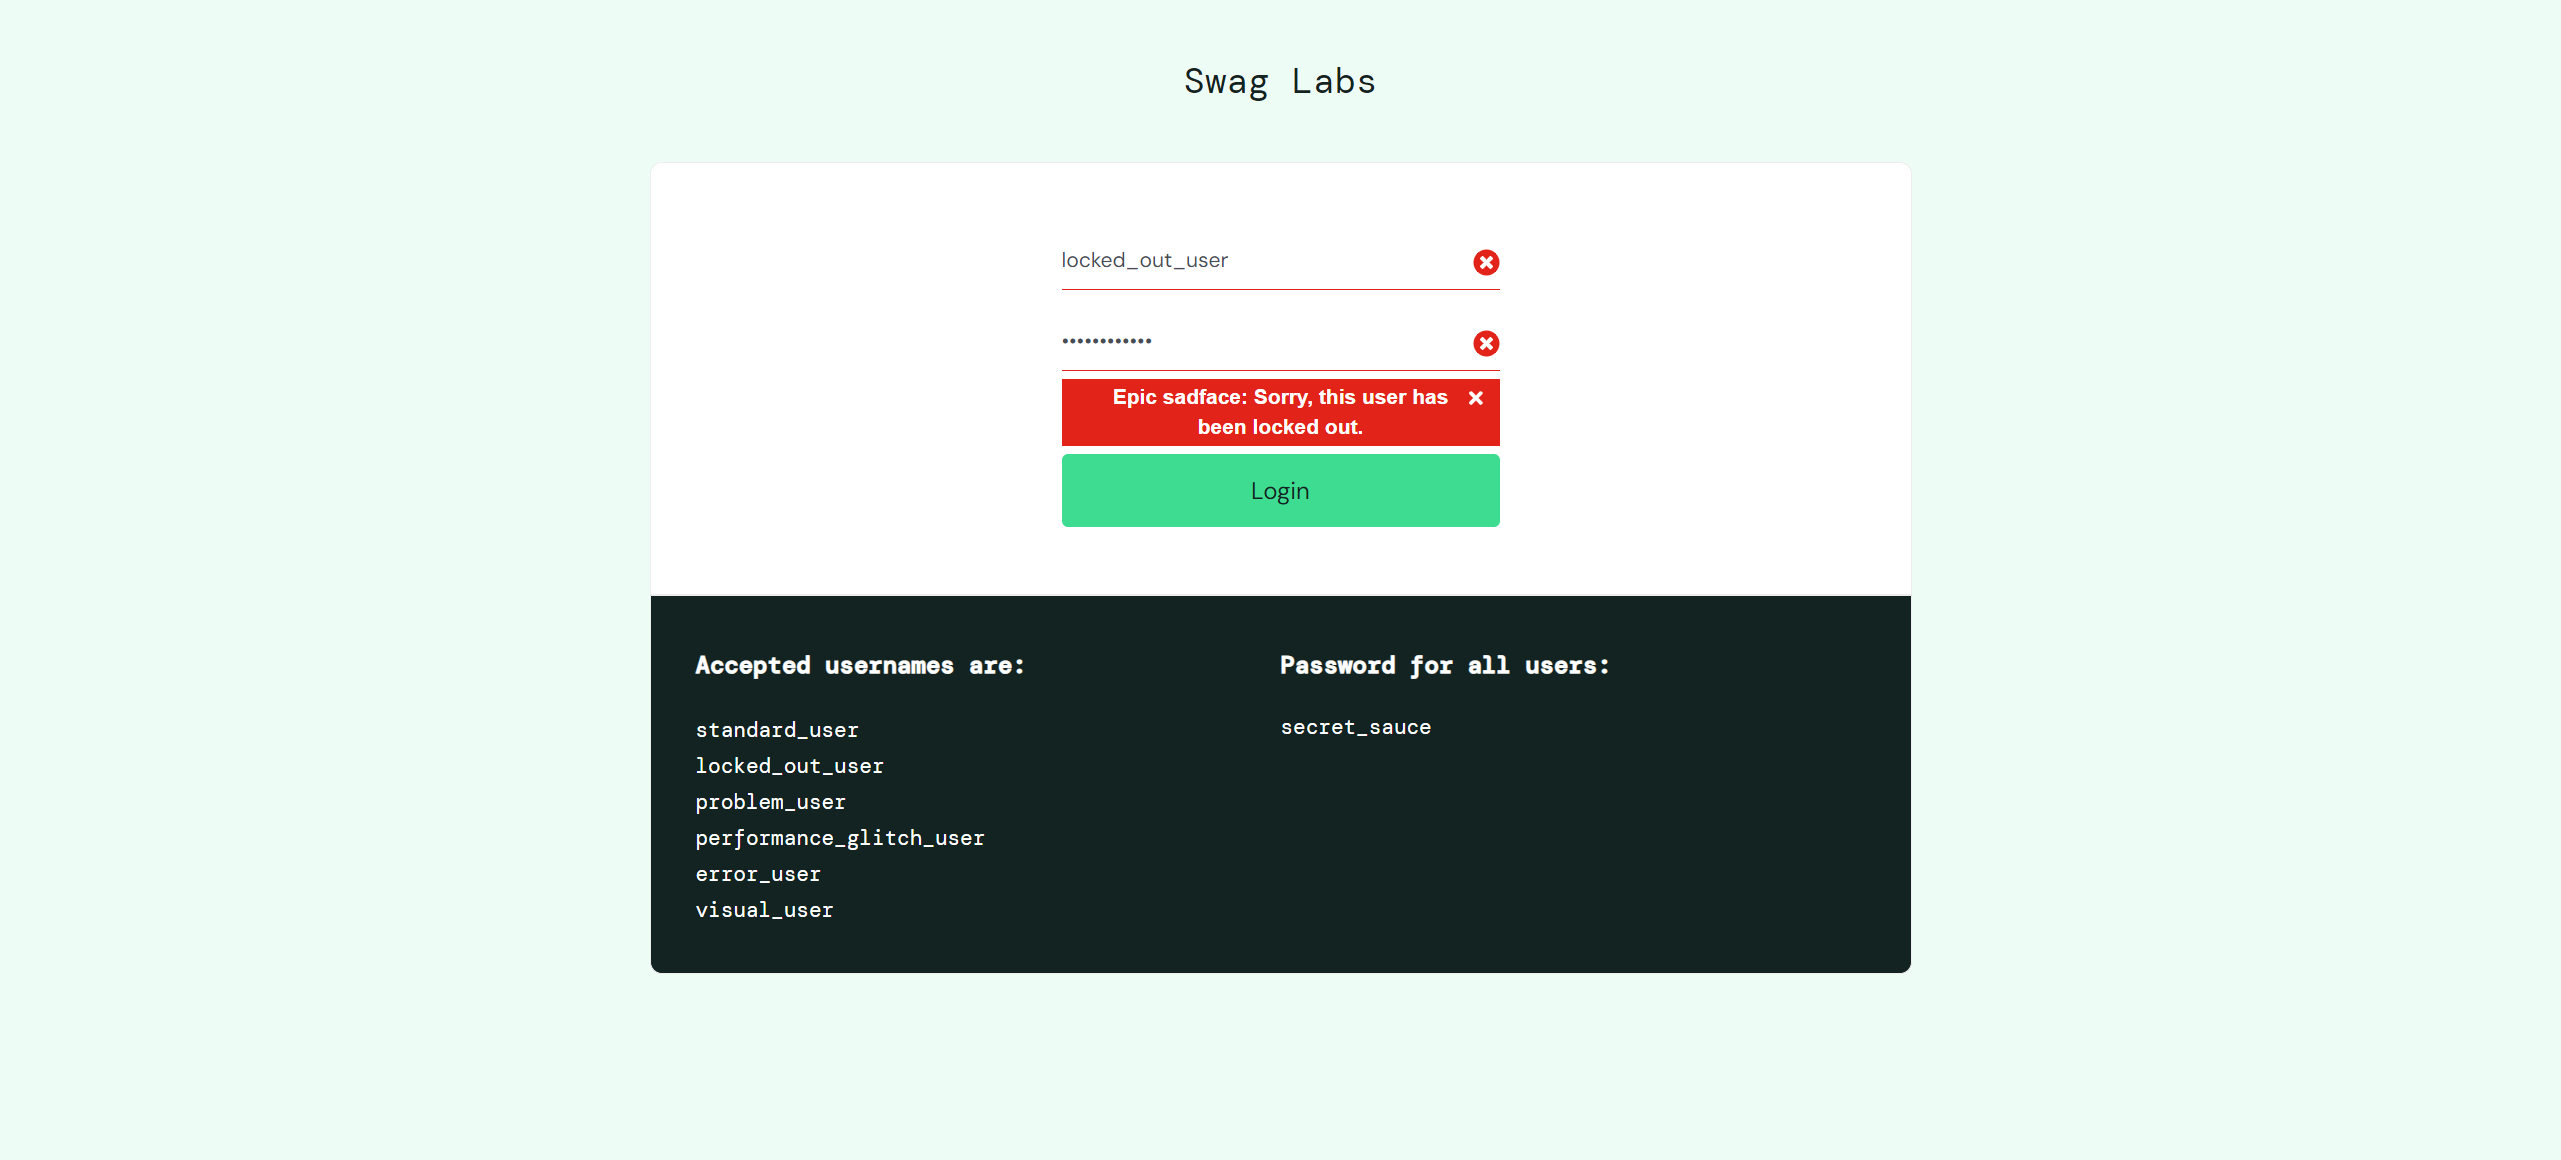 Swag Labs
locked_out_user
••••••••••••
Epic sadface: Sorry, this user has
been locked out.
Login
Accepted usernames are:
standard_user
locked_out_user
problem_user
performance_glitch_user
error_user
visual_user
Password for all users:
secret_sauce